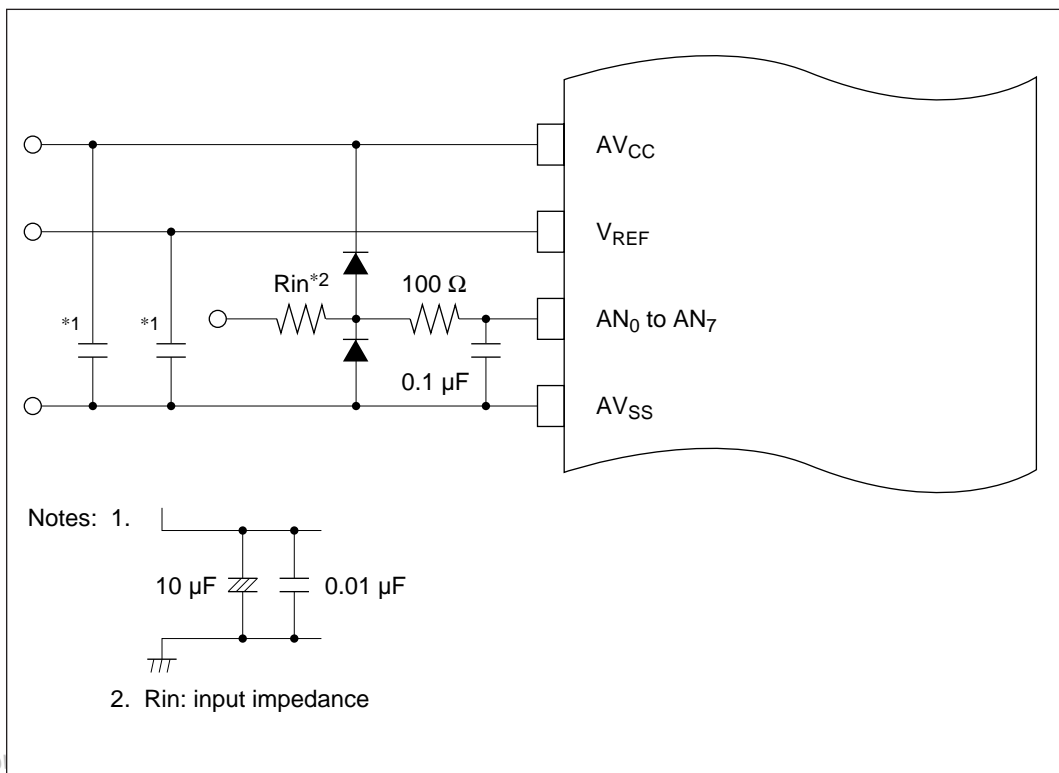 AVCC
VREF
Rin*2
100 Ω
*1
*1
AN0 to AN7
0.1 µF
AVSS
Notes: 1.
10 µF
0.01 µF
2. Rin: input impedance